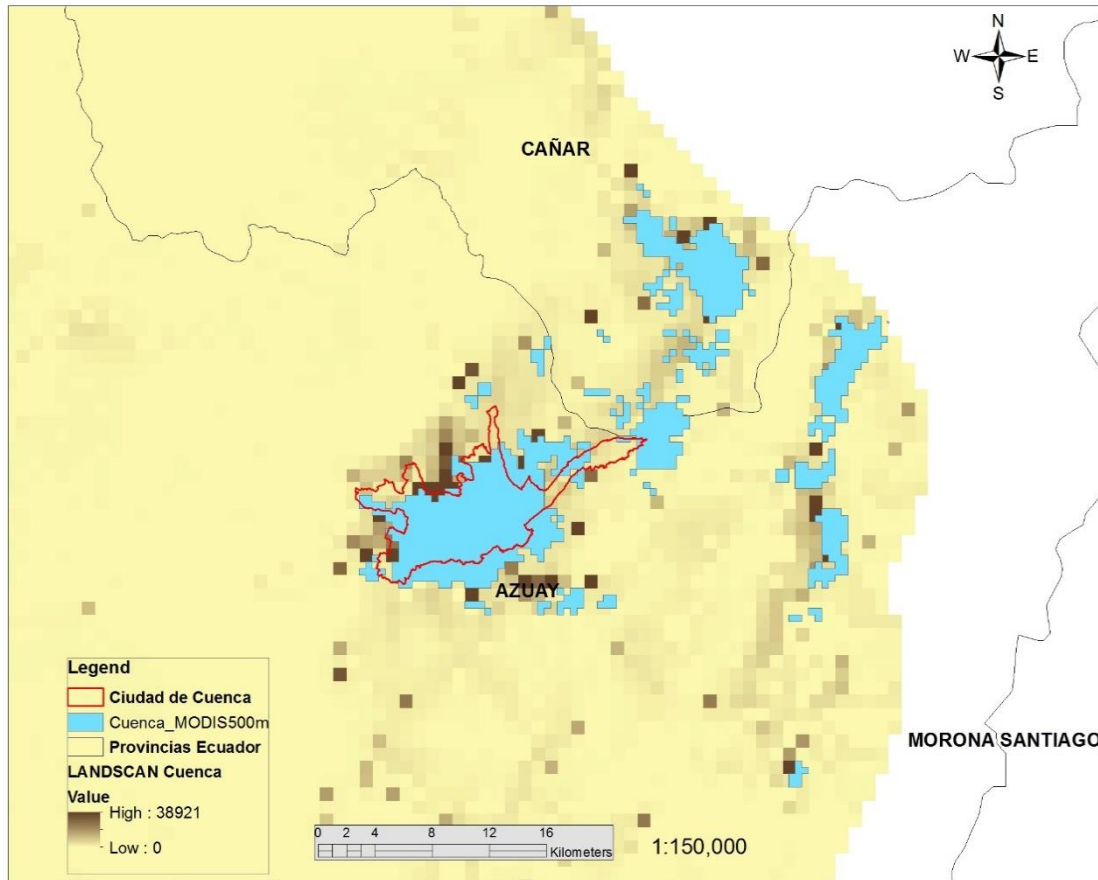 N
W E
S
CAÑAR
AZUAY
MORONA SANTIAGO
Legend
Ciudad de Cuenca
Cuenca_MODIS500m
Provincias Ecuador
LANDSCAN Cuenca
Value
High : 38921
Low : 0
0 2 4 8 12 16
Kilometers
1:150,000